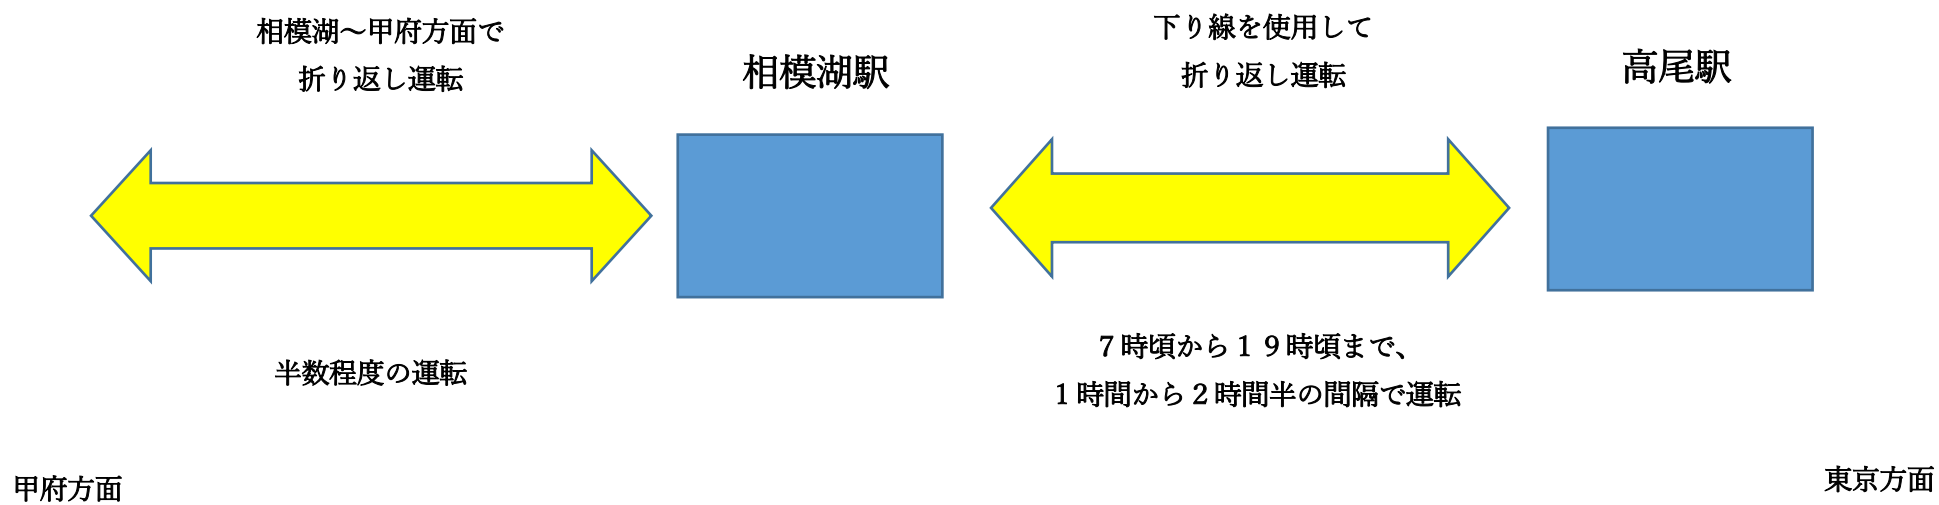 相模湖～甲府方面で
折り返し運転
相模湖駅
下り線を使用して
折り返し運転
高尾駅
半数程度の運転
７時頃から１９時頃まで、
１時間から２時間半の間隔で運転
甲府方面
東京方面